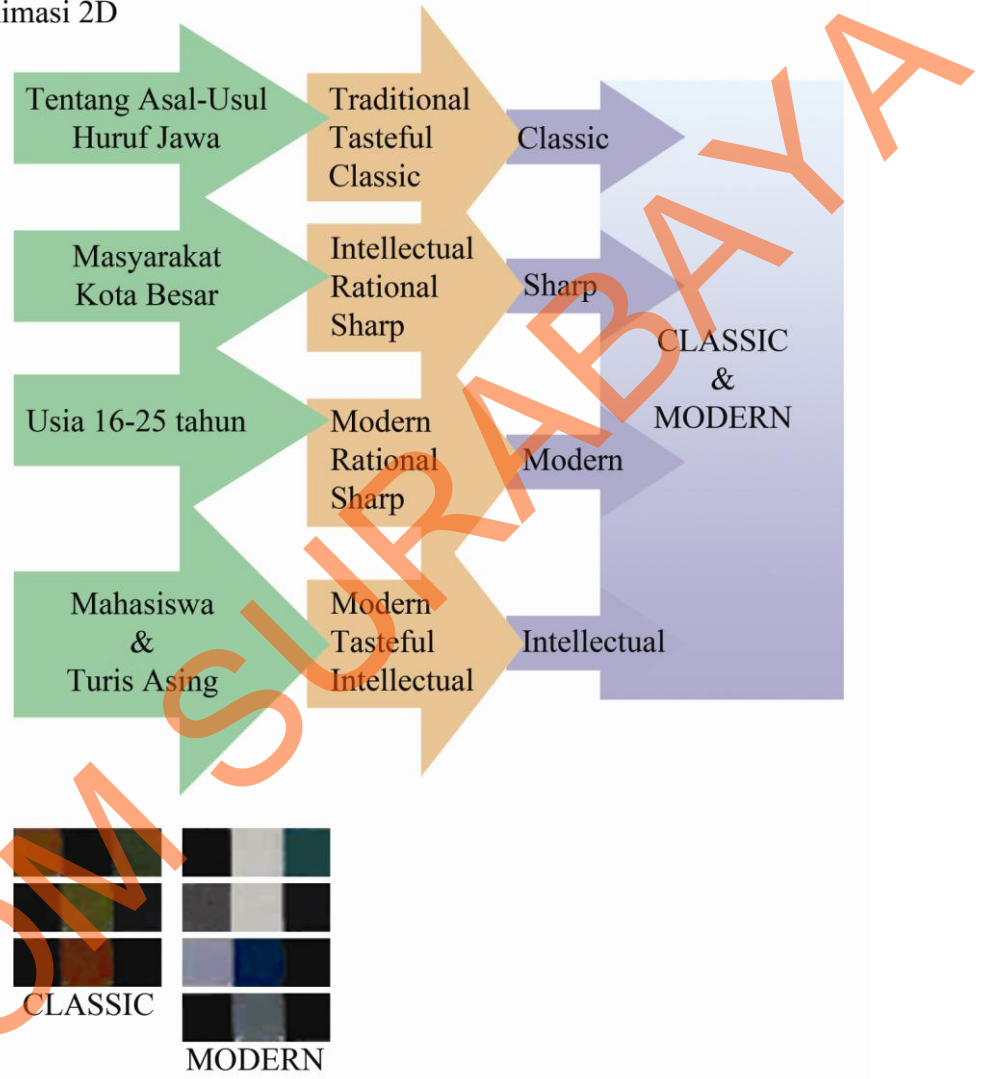 imasi 2D
Tentang Asal-Usul
Huruf Jawa
Traditional
Tasteful
Classic
Classic
Masyarakat
Kota Besar
Intellectual
Rational
Sharp
Sharp
Usia 16-25 tahun
Modern
Rational
Sharp
Modern
Mahasiswa
&
Turis Asing
Modern
Tasteful
Intellectual
Intellectual
CLASSIC
&
MODERN
CLASSIC
MODERN
OM SURABAYA